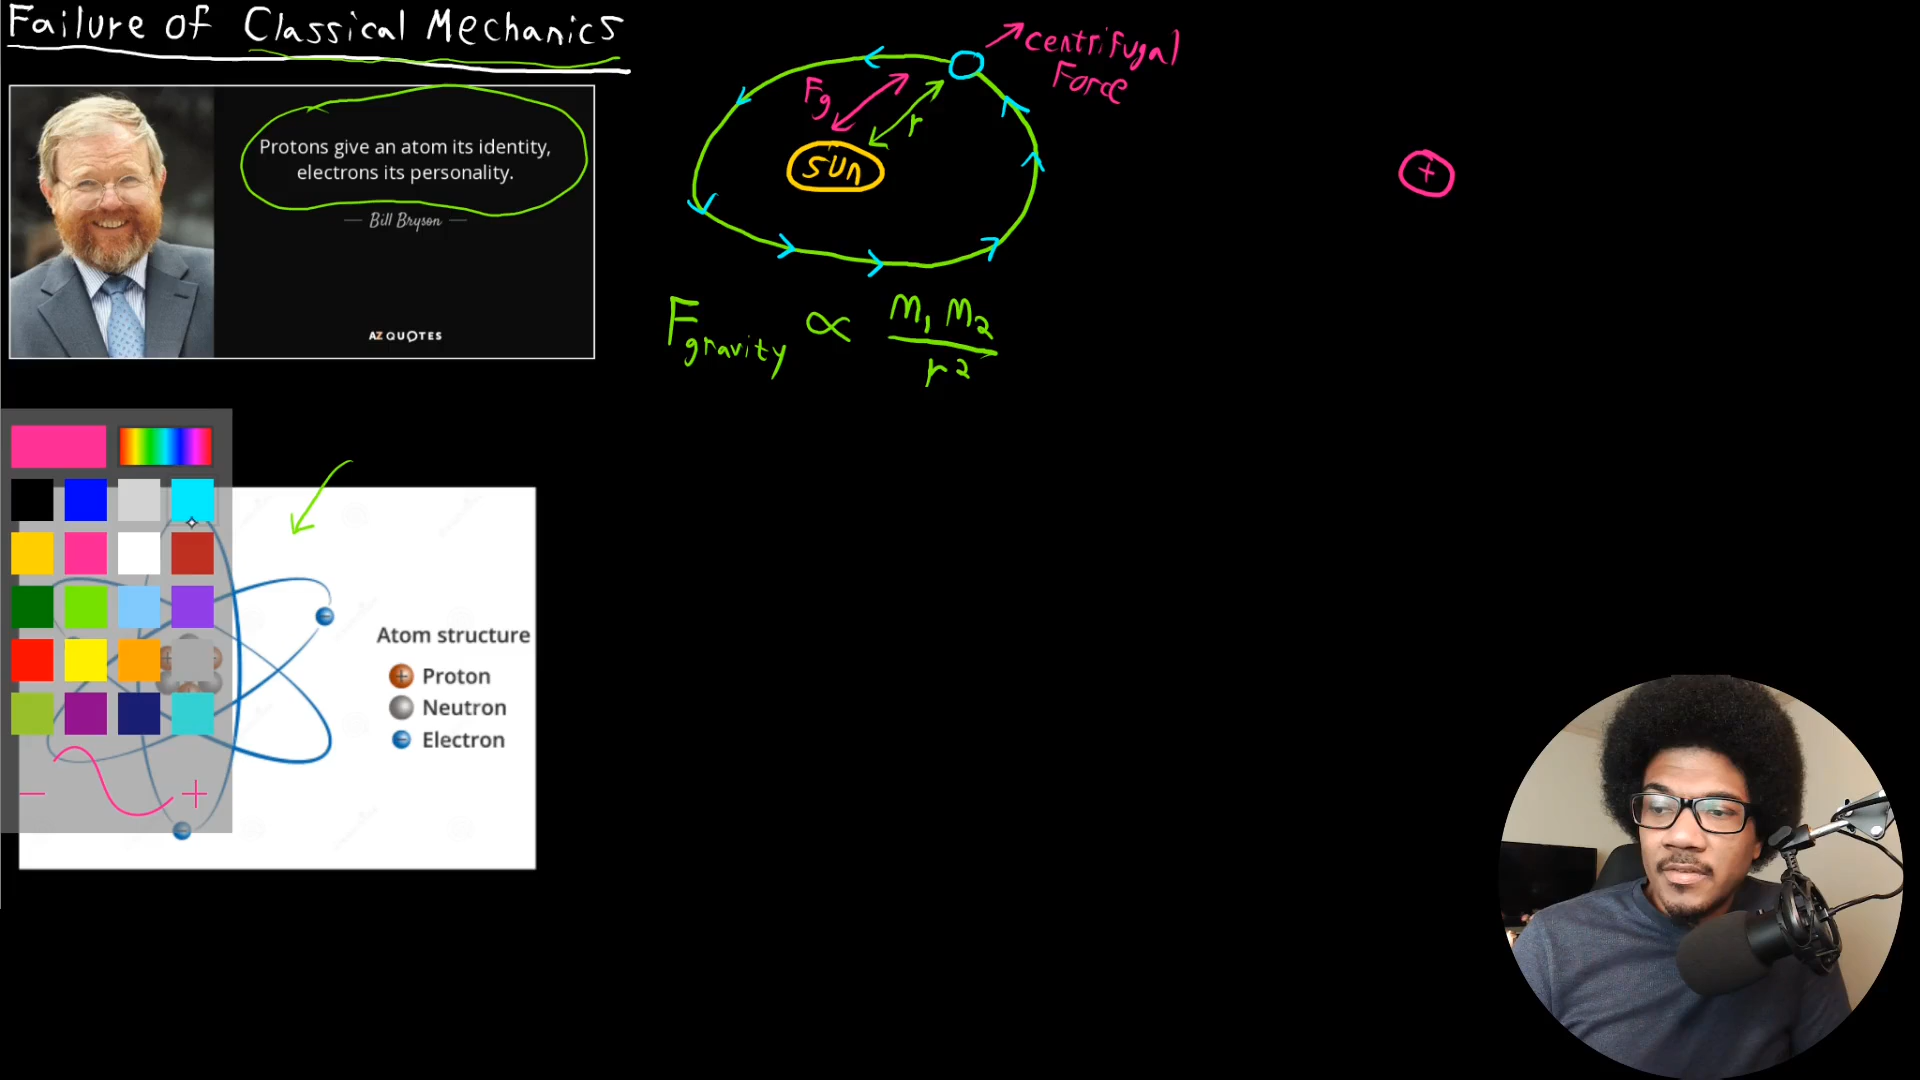 Failure of Classical Mechanics
Protons give an atom its identity,
electrons its personality.
— Bill Bryson —
AZ QUOTES
centrifugal
Force
Fg
r
SUN
+
Fgravity ∝ m₁ m₂
r²
Atom structure
+ Proton
Neutron
− Electron
− +